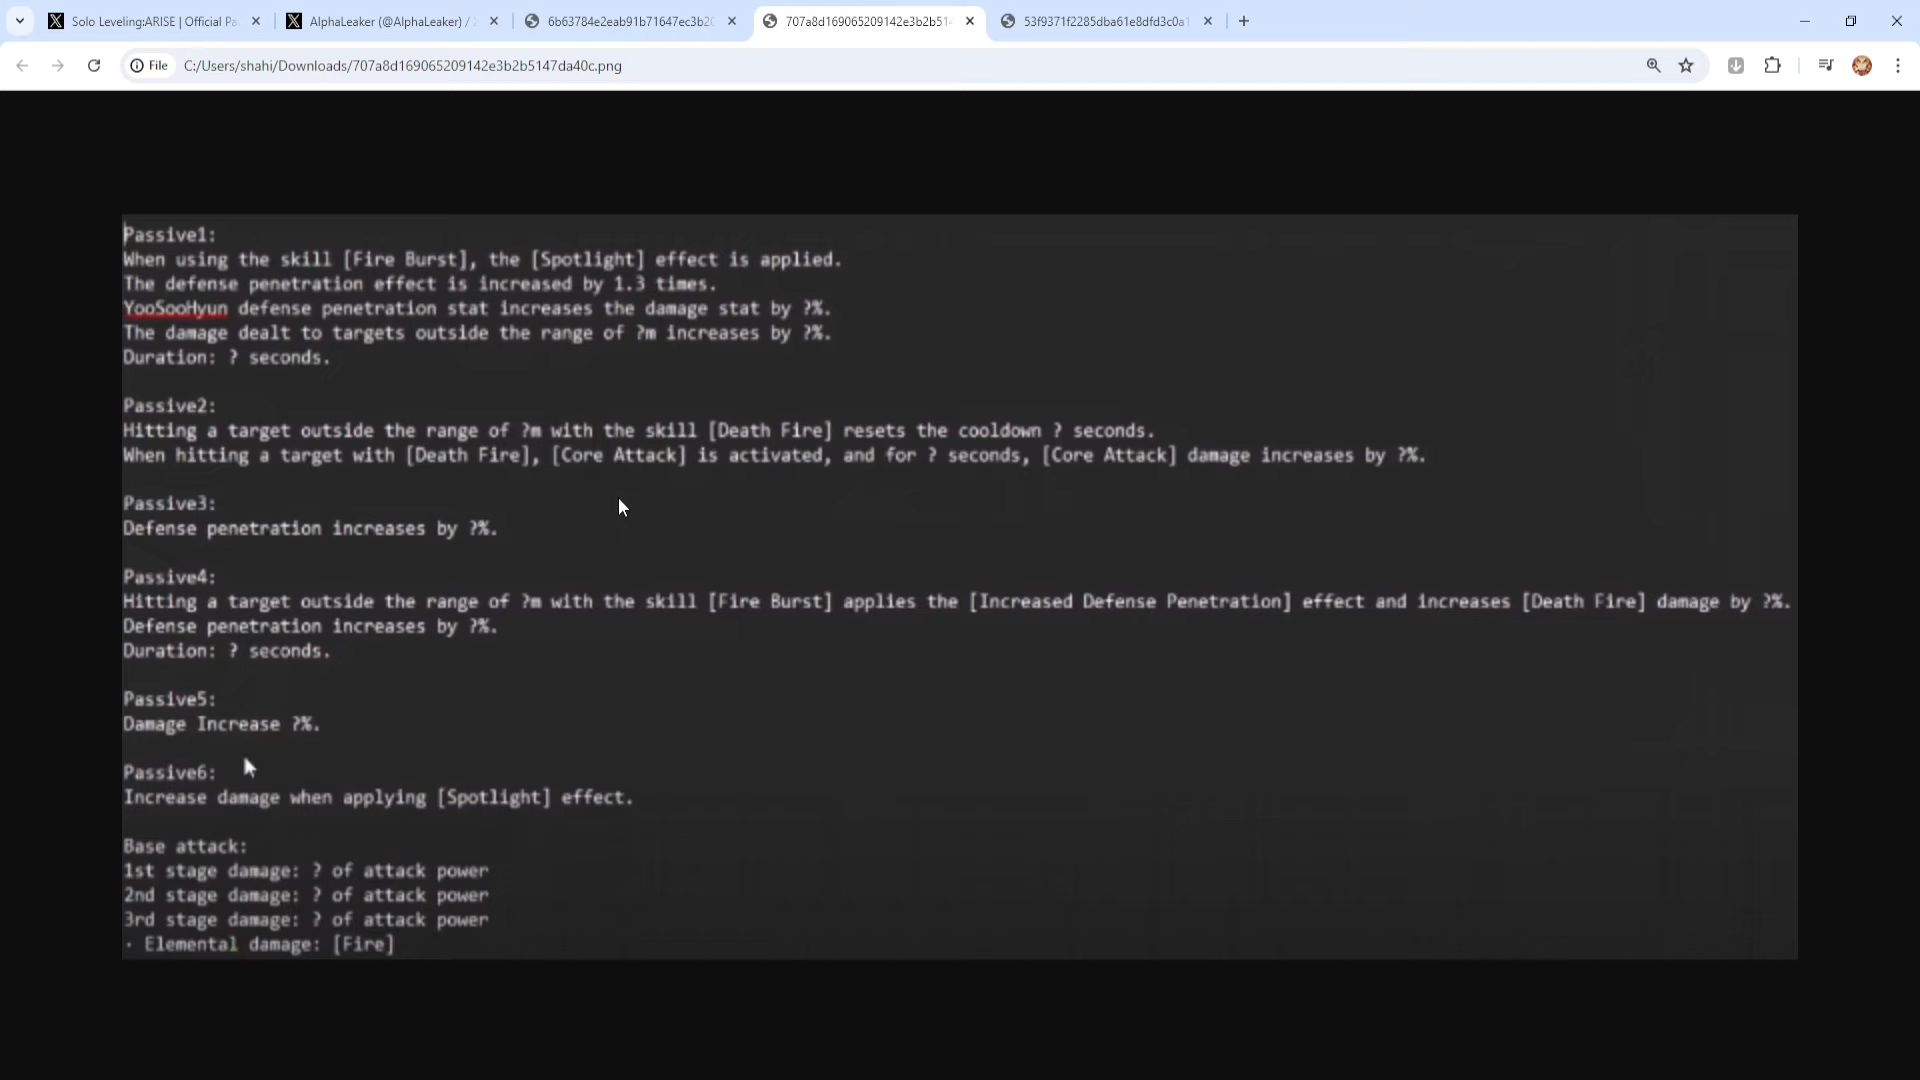 Solo Leveling:ARISE | Official Pa
AlphaLeaker (@AlphaLeaker) /
6b63784e2eab91b71647ec3b20
707a8d169065209142e3b2b514
53f9371f2285dba61e8dfd3c0a1
File
C:/Users/shahi/Downloads/707a8d169065209142e3b2b5147da40c.png
Passive1:
When using the skill [Fire Burst], the [Spotlight] effect is applied.
The defense penetration effect is increased by 1.3 times.
YooSooHyun defense penetration stat increases the damage stat by ?%.
The damage dealt to targets outside the range of ?m increases by ?%.
Duration: ? seconds.
Passive2:
Hitting a target outside the range of ?m with the skill [Death Fire] resets the cooldown ? seconds.
When hitting a target with [Death Fire], [Core Attack] is activated, and for ? seconds, [Core Attack] damage increases by ?%.
Passive3:
Defense penetration increases by ?%.
Passive4:
Hitting a target outside the range of ?m with the skill [Fire Burst] applies the [Increased Defense Penetration] effect and increases [Death Fire] damage by ?%.
Defense penetration increases by ?%.
Duration: ? seconds.
Passive5:
Damage Increase ?%.
Passive6:
Increase damage when applying [Spotlight] effect.
Base attack:
1st stage damage: ? of attack power
2nd stage damage: ? of attack power
3rd stage damage: ? of attack power
· Elemental damage: [Fire]